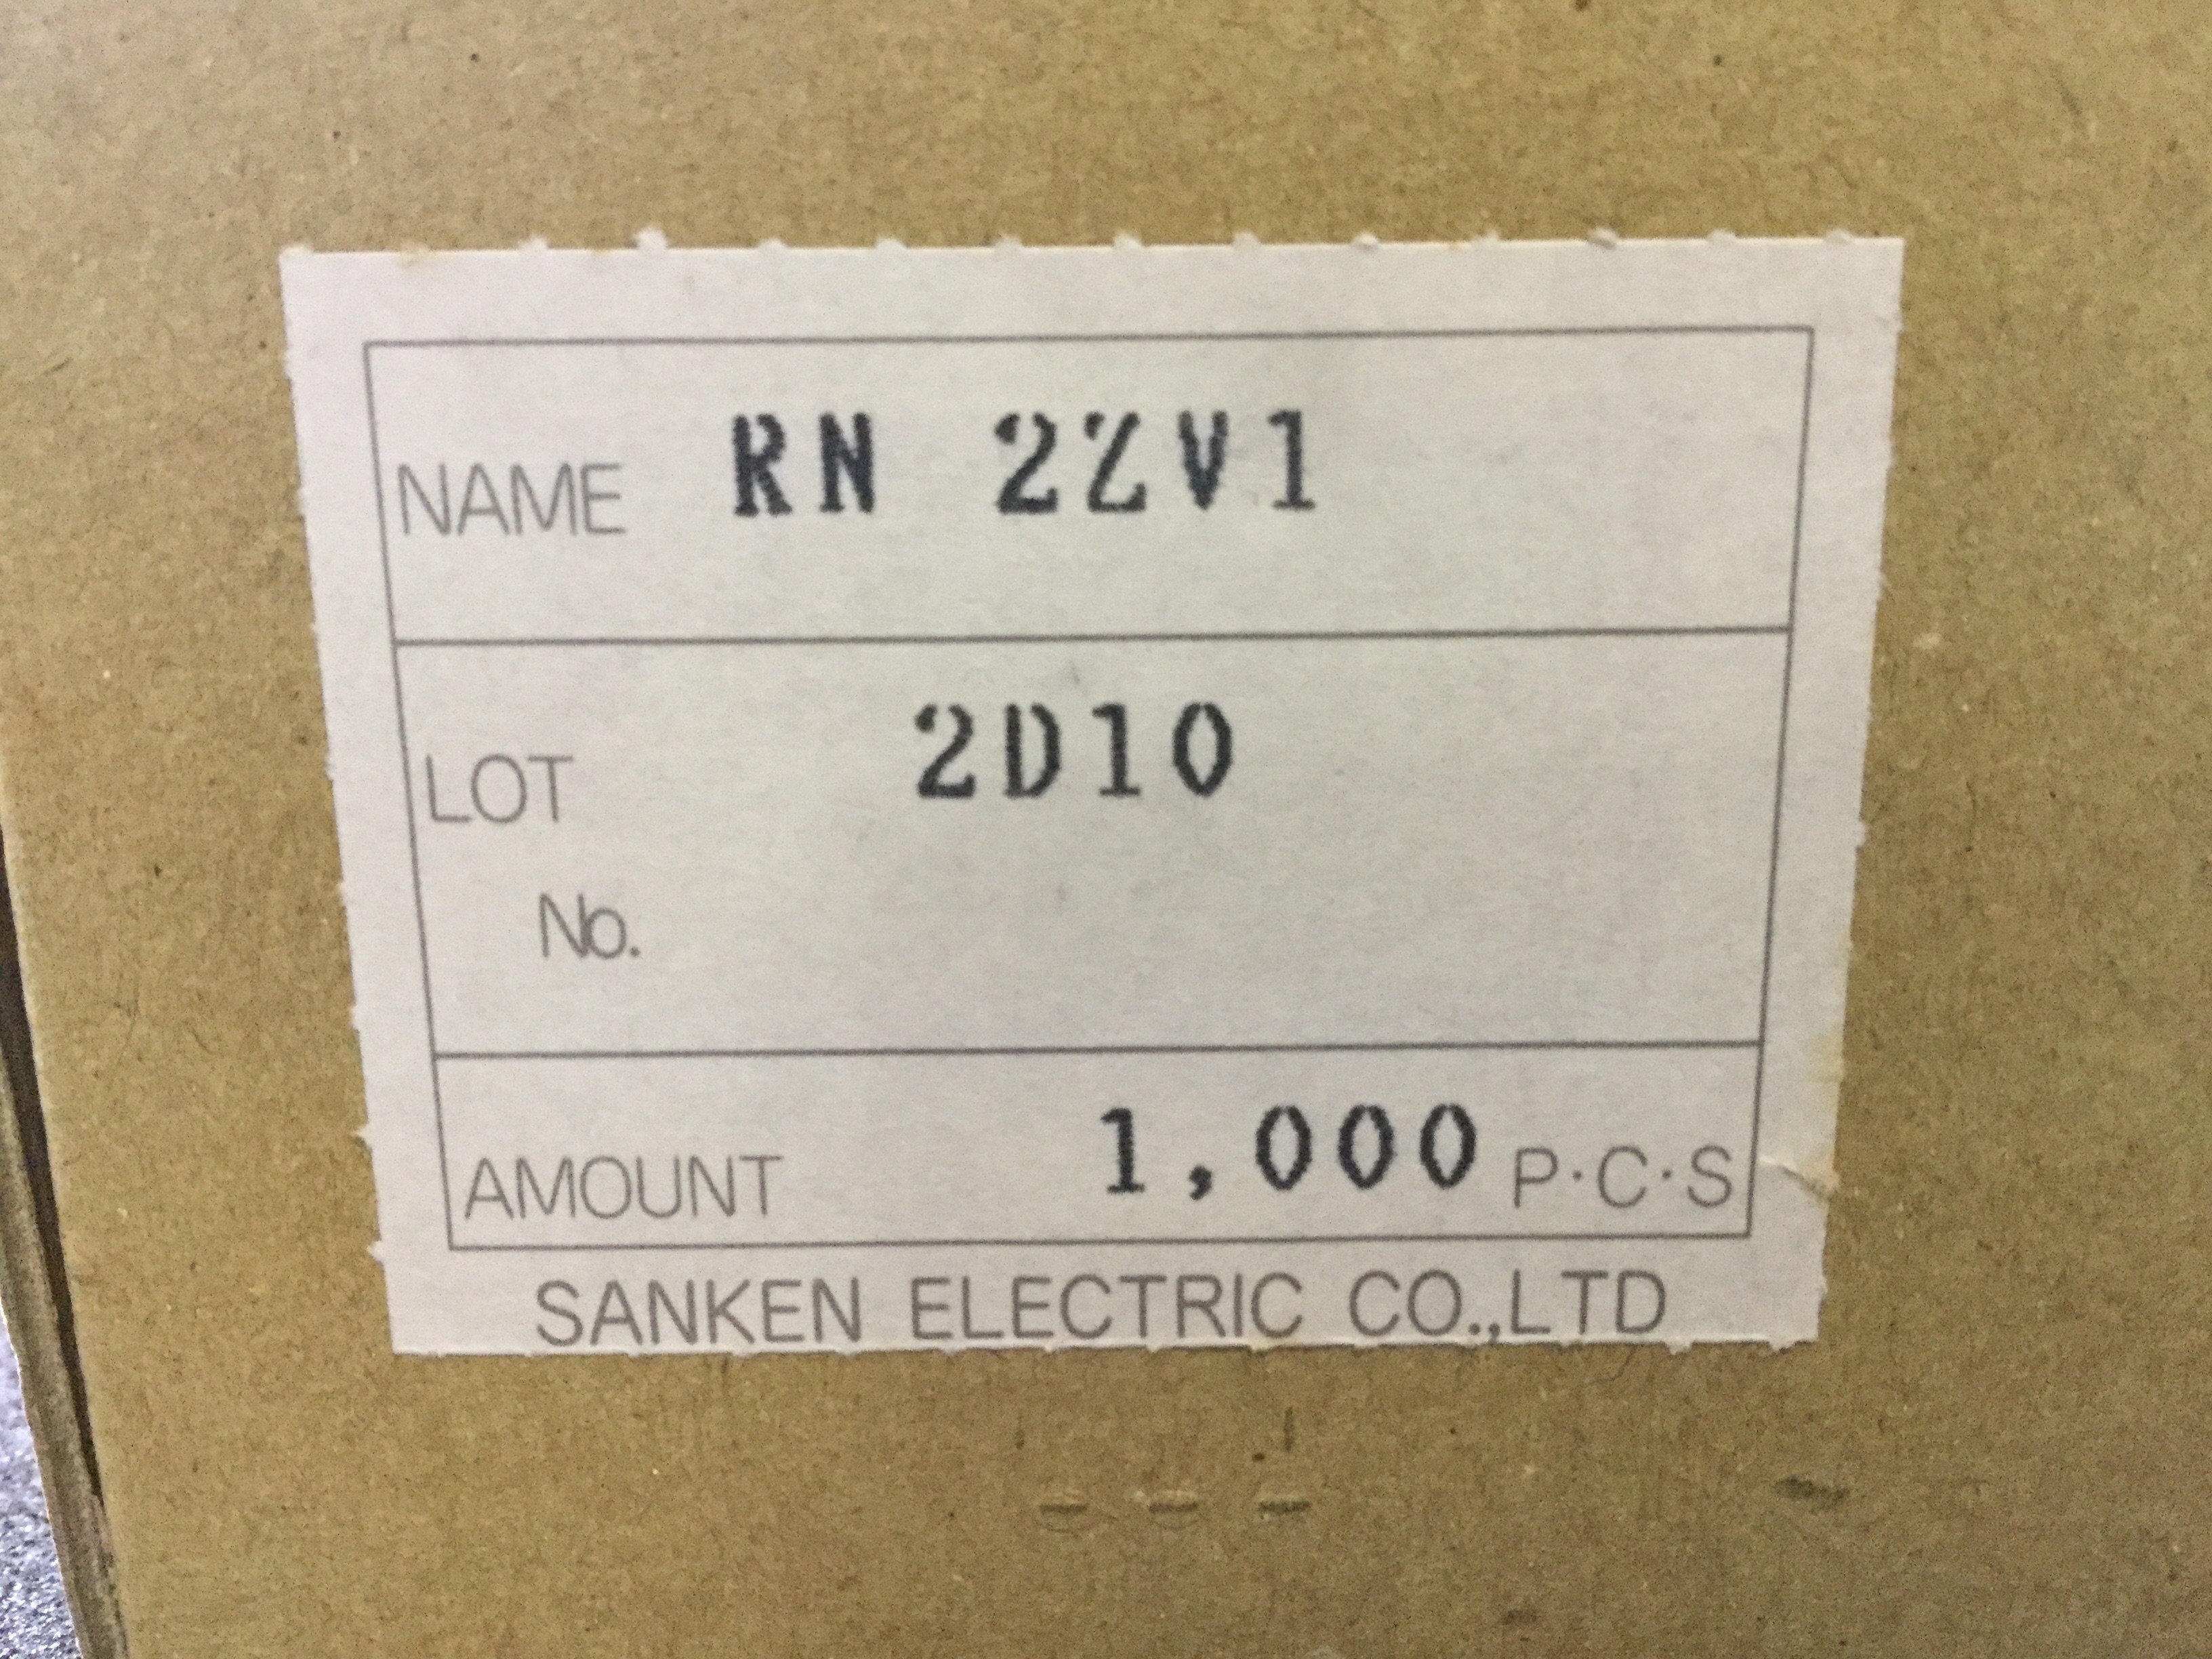 NAME RN 2ZV1
LOT 2D10
No.
AMOUNT 1,000 P·C·S
SANKEN ELECTRIC CO.,LTD